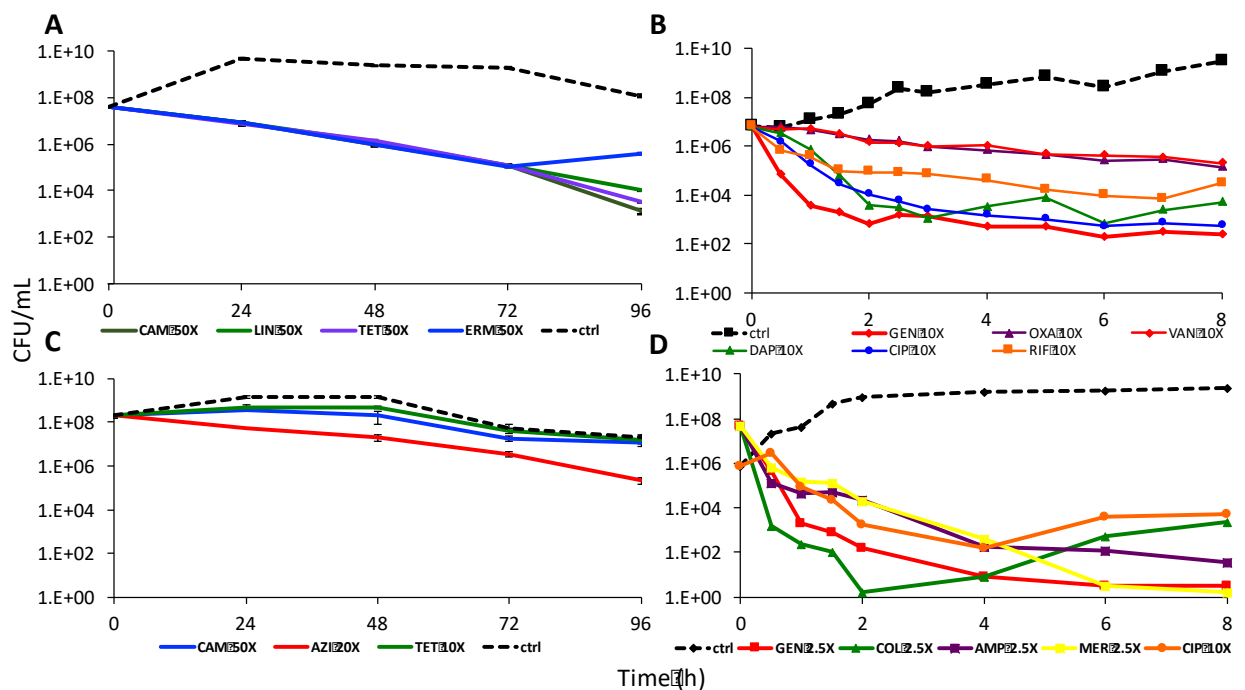 A
1.E+10
1.E+08
1.E+06
1.E+04
1.E+02
1.E+00
0 24 48 72 96
CAM 50X LIN 50X TET 50X ERM 50X ctrl
B
1.E+10
1.E+08
1.E+06
1.E+04
1.E+02
1.E+00
0 2 4 6 8
ctrl GEN 10X OXA 10X VAN 10X
DAP 10X CIP 10X RIF 10X
CFU/mL
C
1.E+10
1.E+08
1.E+06
1.E+04
1.E+02
1.E+00
0 24 48 72 96
CAM 50X AZI 20X TET 10X ctrl
D
1.E+10
1.E+08
1.E+06
1.E+04
1.E+02
1.E+00
0 2 4 6 8
ctrl GEN 2.5X COL 2.5X AMP 2.5X MER 2.5X CIP 10X
Time (h)